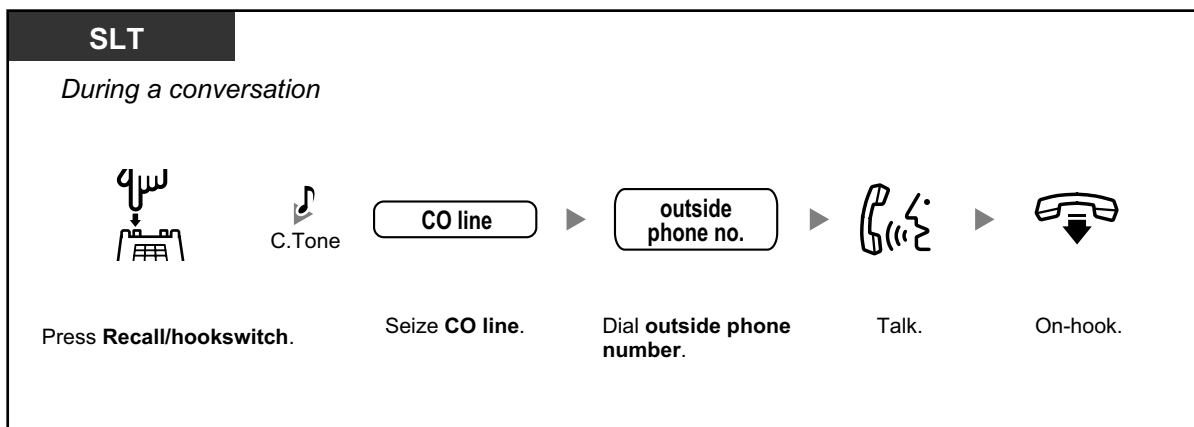 SLT
During a conversation
C.Tone
CO line
outside
phone no.
Press Recall/hookswitch.
Seize CO line.
Dial outside phone
number.
Talk.
On-hook.